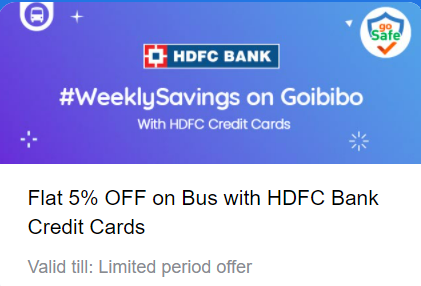 go
Safe
HDFC BANK
#WeeklySavings on Goibibo
With HDFC Credit Cards
Flat 5% OFF on Bus with HDFC Bank
Credit Cards
Valid till: Limited period offer